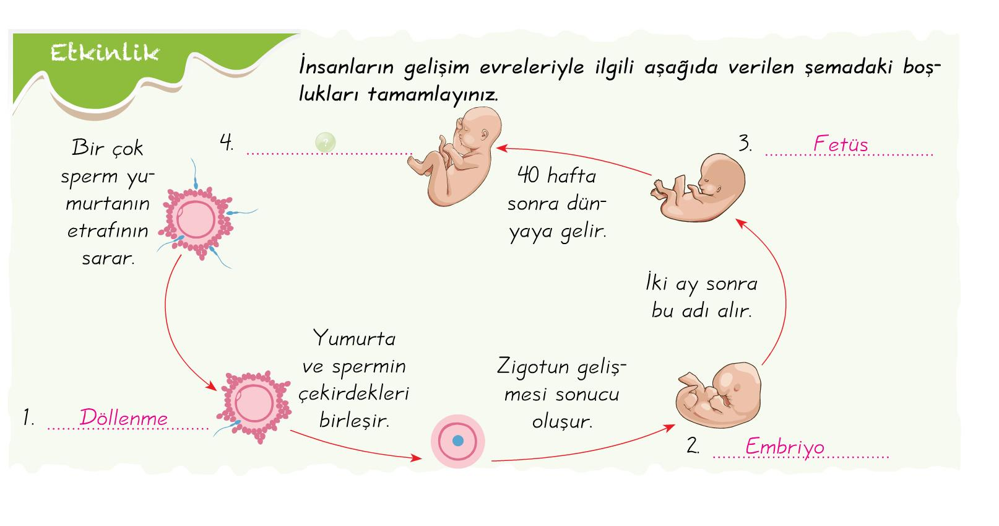 Etkinlik
İnsanların gelişim evreleriyle ilgili aşağıda verilen şemadaki boş-
lukları tamamlayınız.
Bir çok
sperm yu-
murtanın
etrafının
sarar.
4. ?
3. Fetüs
40 hafta
sonra dün-
yaya gelir.
İki ay sonra
bu adı alır.
Yumurta
ve spermin
çekirdekleri
birleşir.
Zigotun geliş-
mesi sonucu
oluşur.
1. Döllenme
2. Embriyo